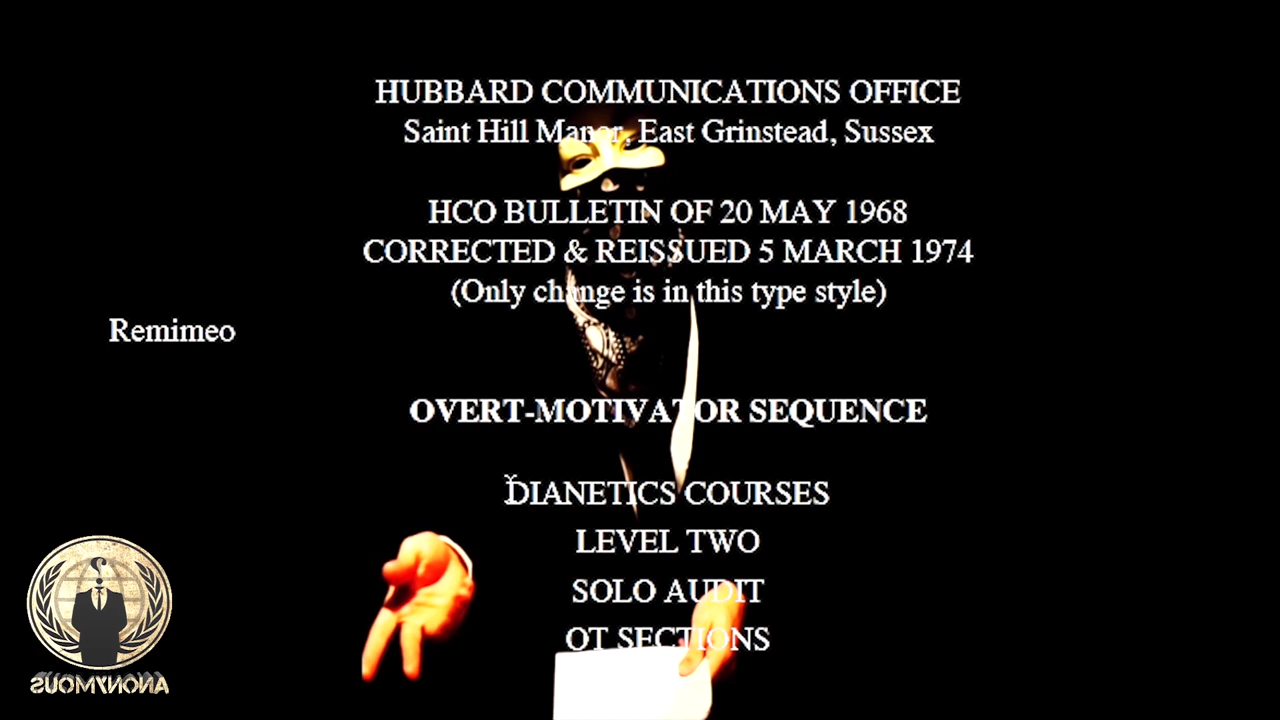 HUBBARD COMMUNICATIONS OFFICE
Saint Hill Manor, East Grinstead, Sussex
HCO BULLETIN OF 20 MAY 1968
CORRECTED & REISSUED 5 MARCH 1974
(Only change is in this type style)
Remimeo
OVERT-MOTIVATOR SEQUENCE
DIANETICS COURSES
LEVEL TWO
SOLO AUDIT
OT SECTIONS
ANONYMOUS